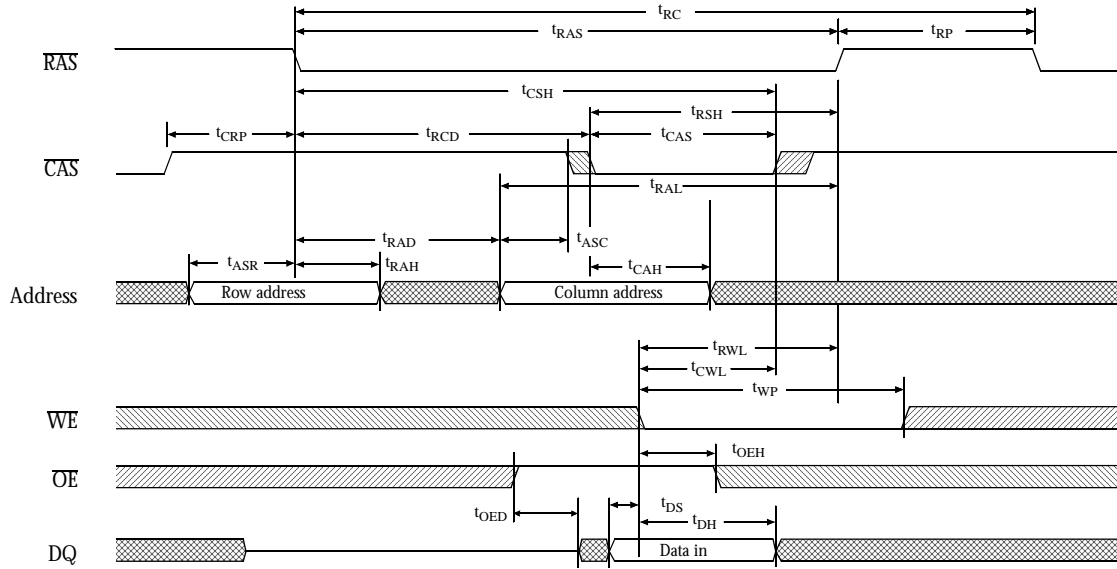 tRC
tRAS tRP
RAS
tCSH
tRSH
tCRP tRCD tCAS
CAS
tRAL
tRAD tASC
tASR tRAH tCAH
Address Row address Column address
tRWL
tCWL
tWP
WE
tOEH
OE
tOED tDS
tDH
DQ Data in